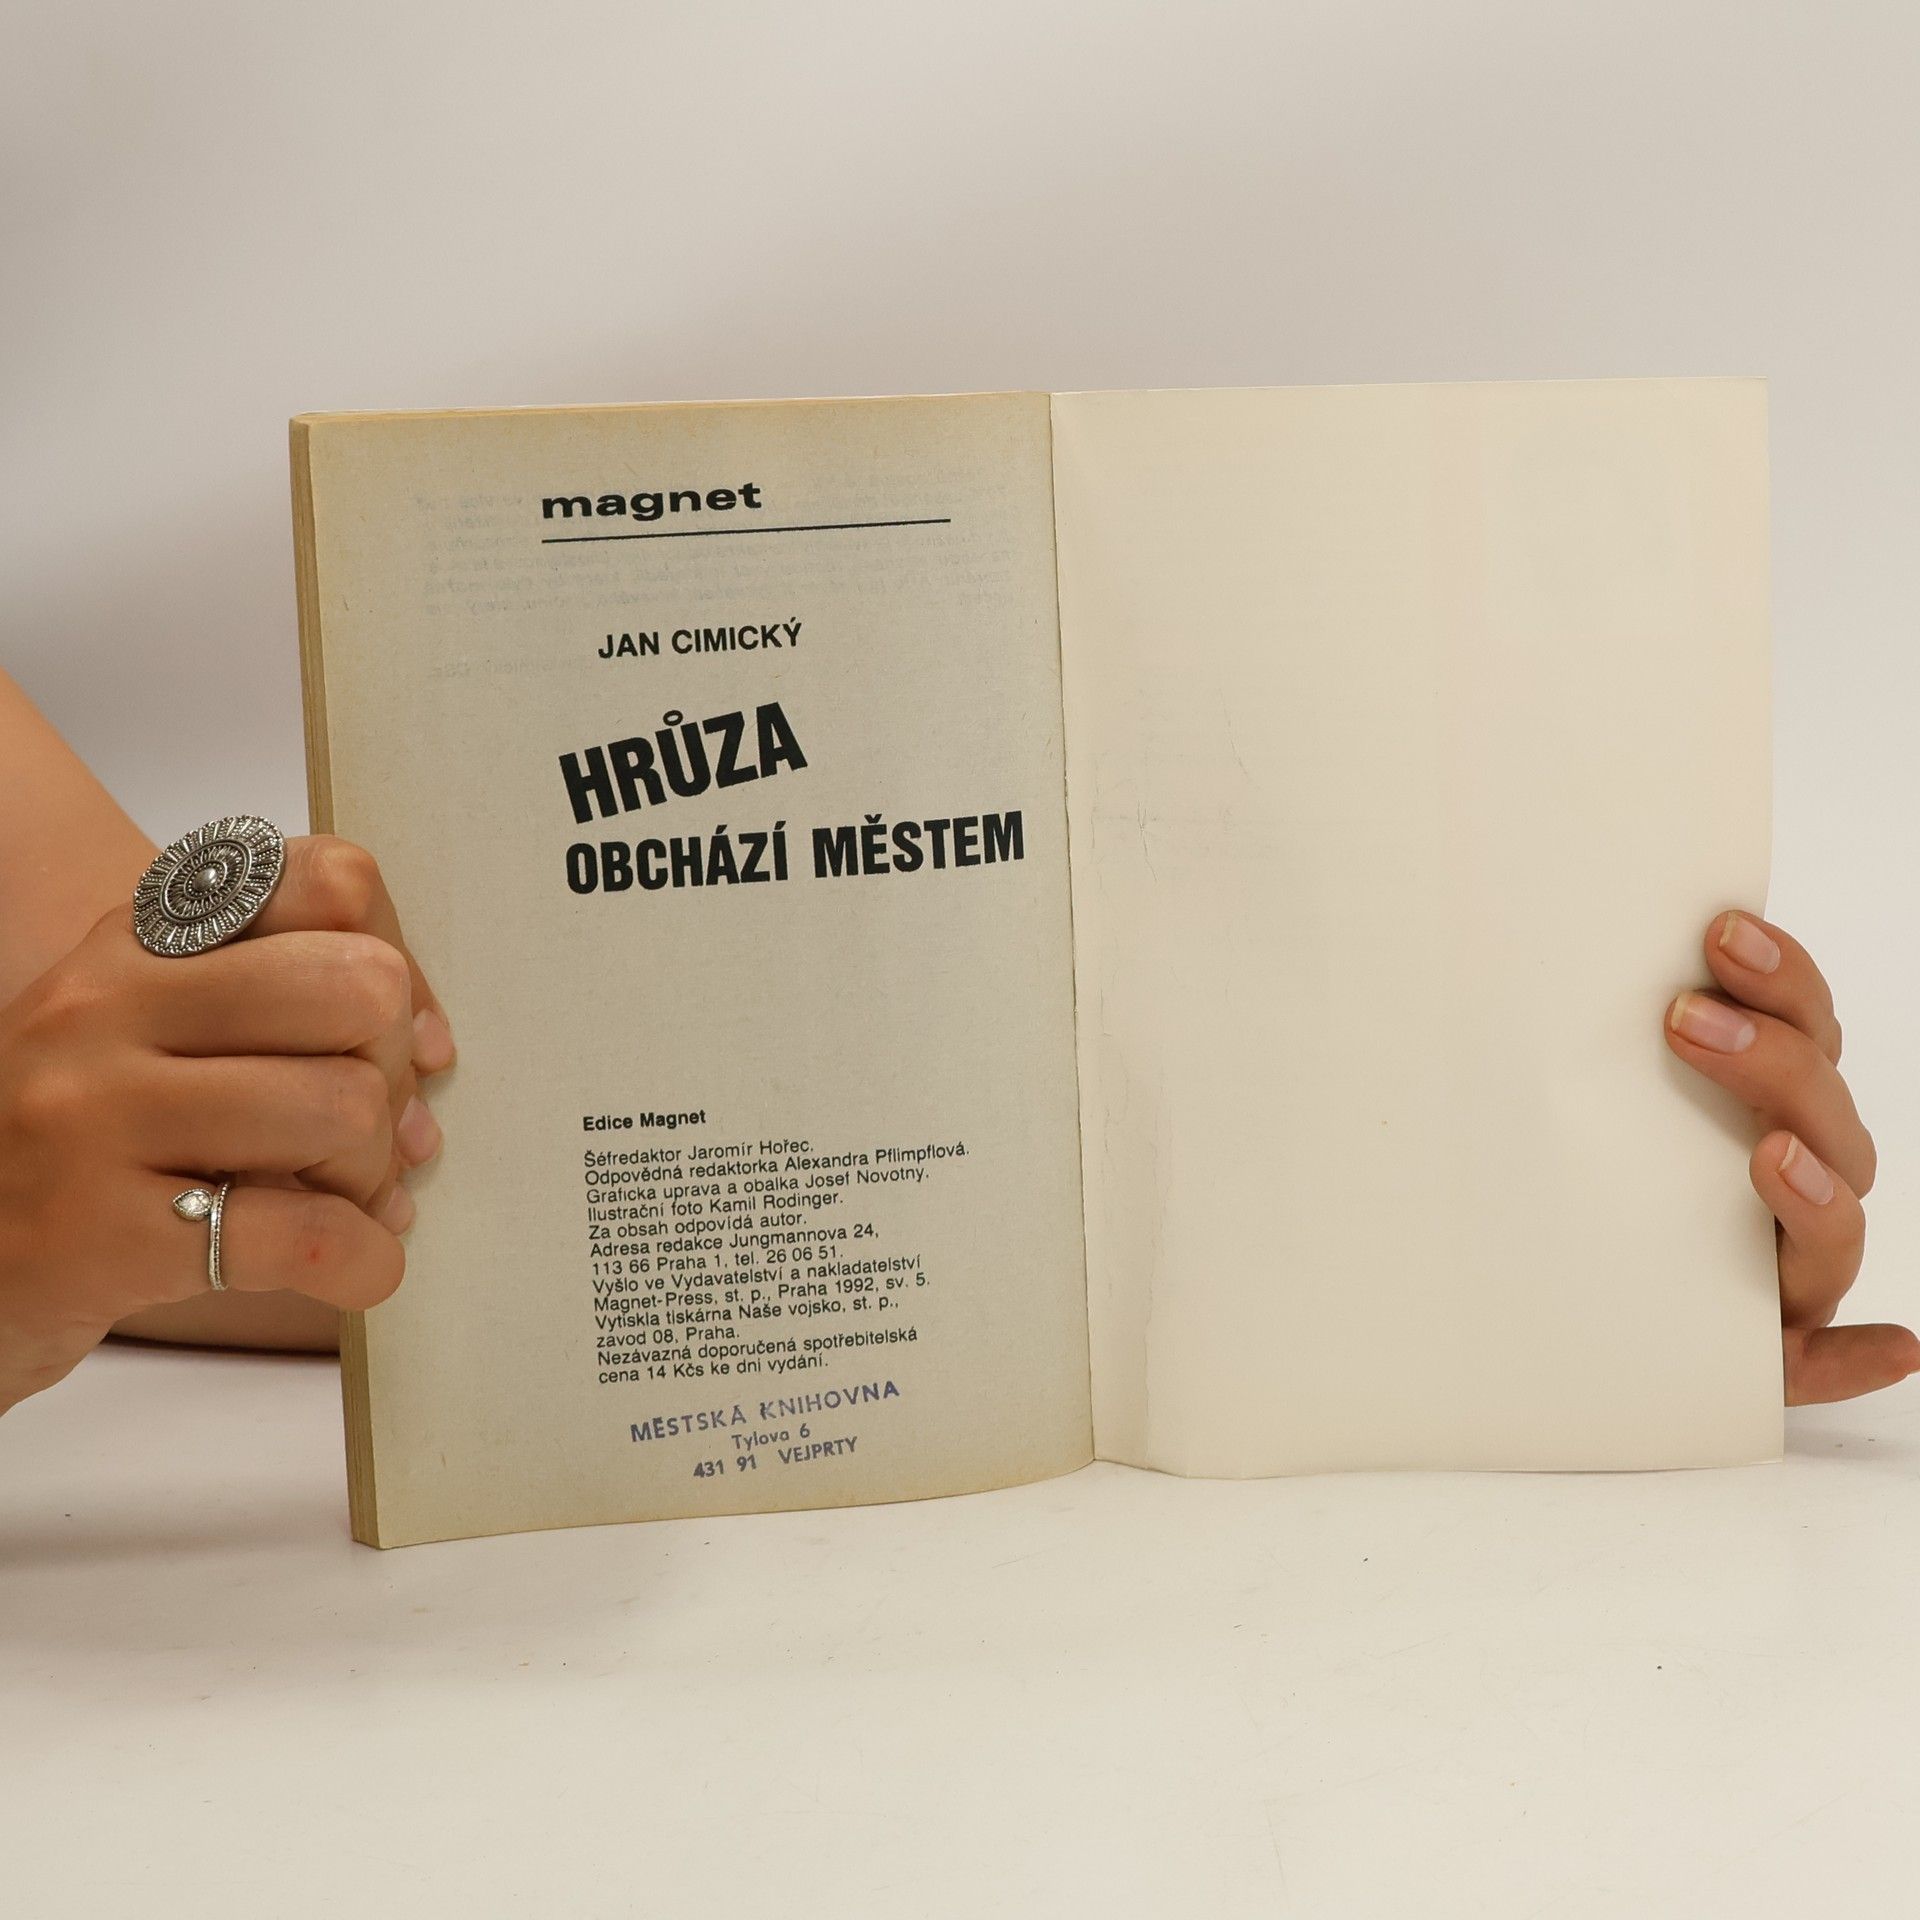 magnet
JAN CIMICKÝ
HRŮZA
OBCHÁZÍ MĚSTEM
Edice Magnet
Šéfredaktor Jaromír Hořec.
Odpovědná redaktorka Alexandra Pflimpflová.
Grafická úprava a obálka Josef Novotný.
Ilustrační foto Kamil Rodinger.
Za obsah odpovídá autor.
Adresa redakce Jungmannova 24,
113 66 Praha 1, tel. 26 06 51.
Vyšlo ve Vydavatelství a nakladatelství
Magnet-Press, st. p., Praha 1992, sv. 5.
Vytiskla tiskárna Naše vojsko, st. p.,
závod 08, Praha.
Nezávazná doporučená spotřebitelská
cena 14 Kčs ke dni vydání.
MĚSTSKÁ KNIHOVNA
Tylova 6
431 91 VEJPRTY